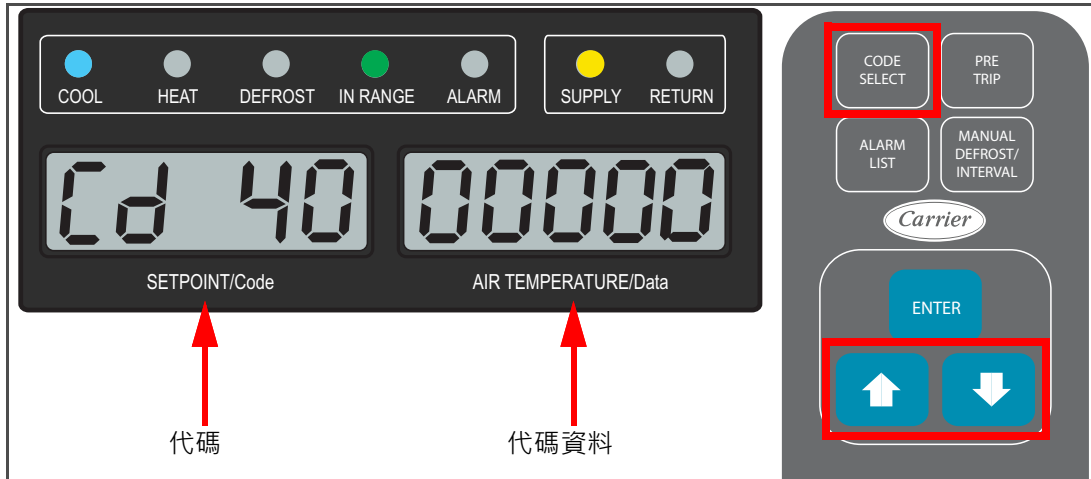 COOL
HEAT
DEFROST
IN RANGE
ALARM
SUPPLY
RETURN
Cd 40
00000
SETPOINT/Code
AIR TEMPERATURE/Data
代碼
代碼資料
CODE
SELECT
PRE
TRIP
ALARM
LIST
MANUAL
DEFROST/
INTERVAL
Carrier
ENTER